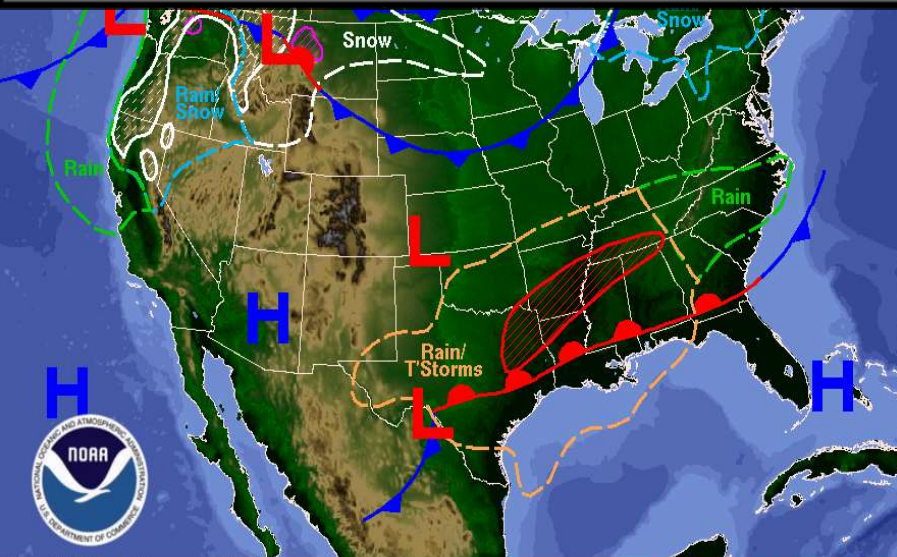 L
L
Snow
Snow
Rain/
Snow
Rain
Rain
L
H
Rain/
T'Storms
H
H
L
NATIONAL OCEANIC AND ATMOSPHERIC ADMINISTRATION
NOAA
U.S. DEPARTMENT OF COMMERCE